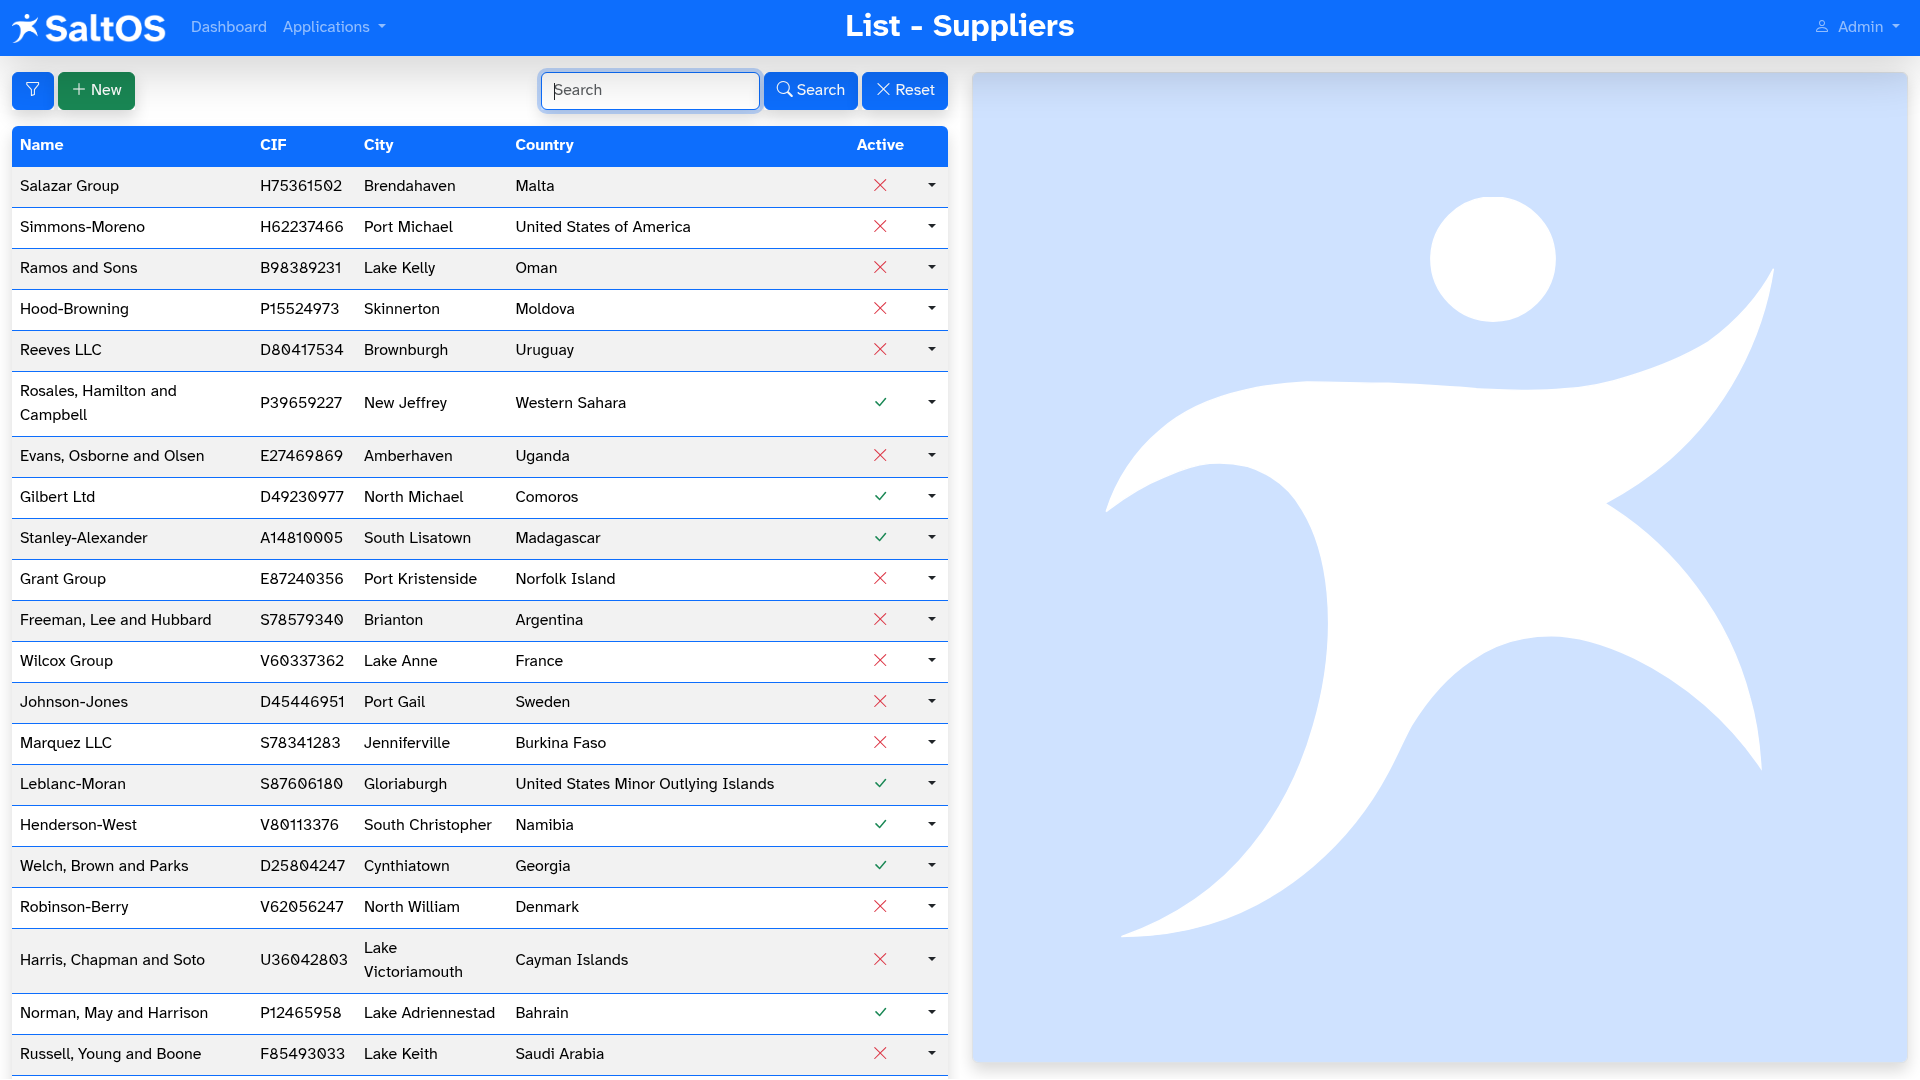 SaltOS Dashboard Applications List - Suppliers Admin
New Search Search Reset
Name CIF City Country Active
Salazar Group H75361502 Brendahaven Malta
Simmons-Moreno H62237466 Port Michael United States of America
Ramos and Sons B98389231 Lake Kelly Oman
Hood-Browning P15524973 Skinnerton Moldova
Reeves LLC D80417534 Brownburgh Uruguay
Rosales, Hamilton and
Campbell P39659227 New Jeffrey Western Sahara
Evans, Osborne and Olsen E27469869 Amberhaven Uganda
Gilbert Ltd D49230977 North Michael Comoros
Stanley-Alexander A14810005 South Lisatown Madagascar
Grant Group E87240356 Port Kristenside Norfolk Island
Freeman, Lee and Hubbard S78579340 Brianton Argentina
Wilcox Group V60337362 Lake Anne France
Johnson-Jones D45446951 Port Gail Sweden
Marquez LLC S78341283 Jenniferville Burkina Faso
Leblanc-Moran S87606180 Gloriaburgh United States Minor Outlying Islands
Henderson-West V80113376 South Christopher Namibia
Welch, Brown and Parks D25804247 Cynthiatown Georgia
Robinson-Berry V62056247 North William Denmark
Harris, Chapman and Soto U36042803 Lake
Victoriamouth Cayman Islands
Norman, May and Harrison P12465958 Lake Adriennestad Bahrain
Russell, Young and Boone F85493033 Lake Keith Saudi Arabia